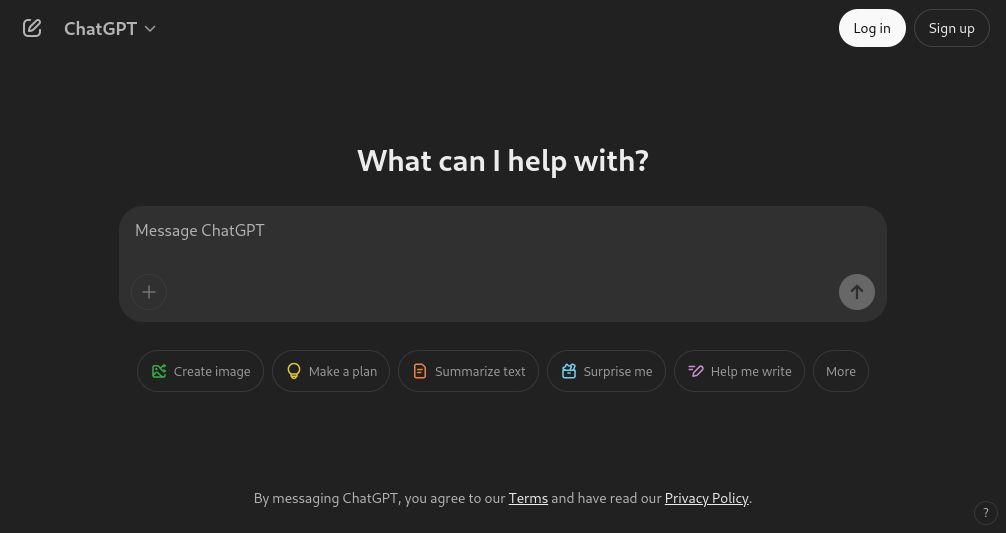 ChatGPT
Log in
Sign up
What can I help with?
Message ChatGPT
Create image
Make a plan
Summarize text
Surprise me
Help me write
More
By messaging ChatGPT, you agree to our Terms and have read our Privacy Policy.
?